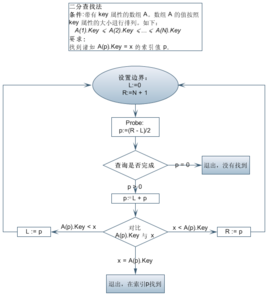 二分查找法
条件:带有 key 属性的数组 A, 数组 A 的值按照
key 属性的大小进行排列, 如下:
A(1).Key ⩽ A(2).Key ⩽...⩽ A(N).Key
要求:
找到诸如 A(p).Key = x 的索引值 p。
设置边界:
L:=0
R:=N + 1
Probe:
p:=(R - L)/2
查询是否完成
p = 0
退出, 没有找到
p ≠ 0
p:= L + p
A(p).Key < x
对比
A(p).Key 与 x
x < A(p).Key
L := p
R := p
x = A(p).Key
退出, 在索引p找到